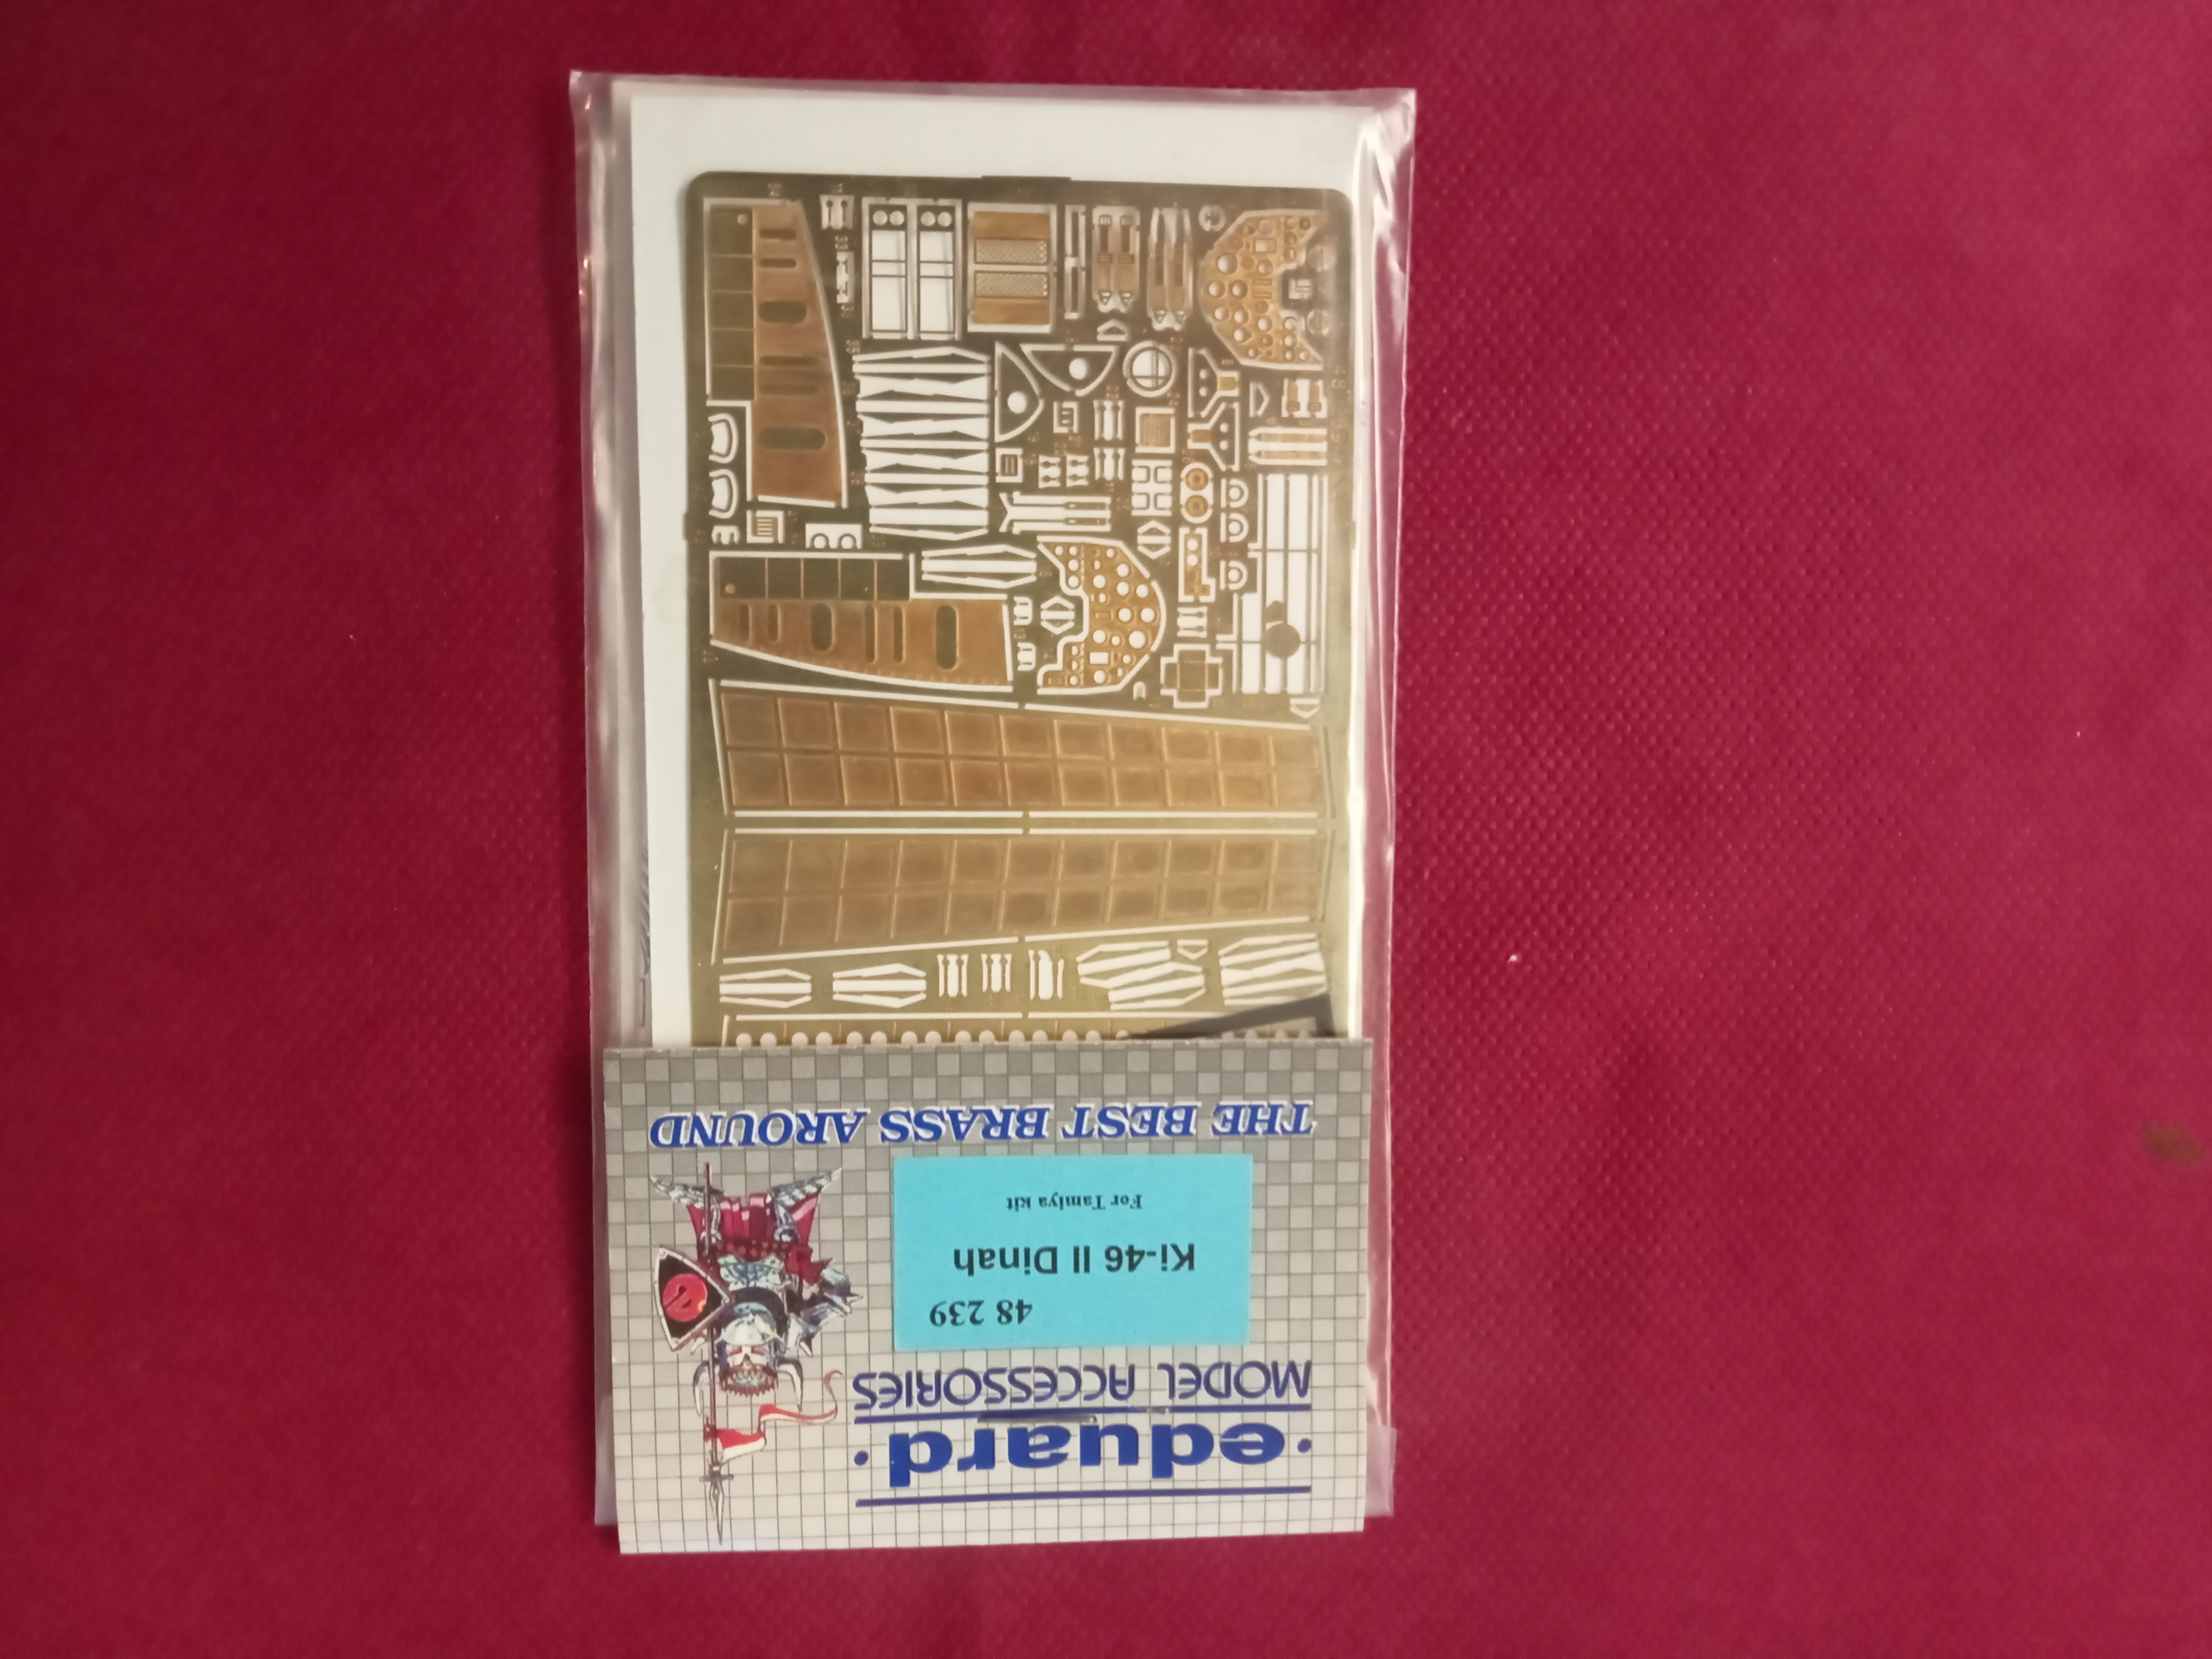 ·eduard·
MODEL ACCESSORIES
48 239
Ki-46 II Dinah
For Tamiya kit
THE BEST BRASS AROUND